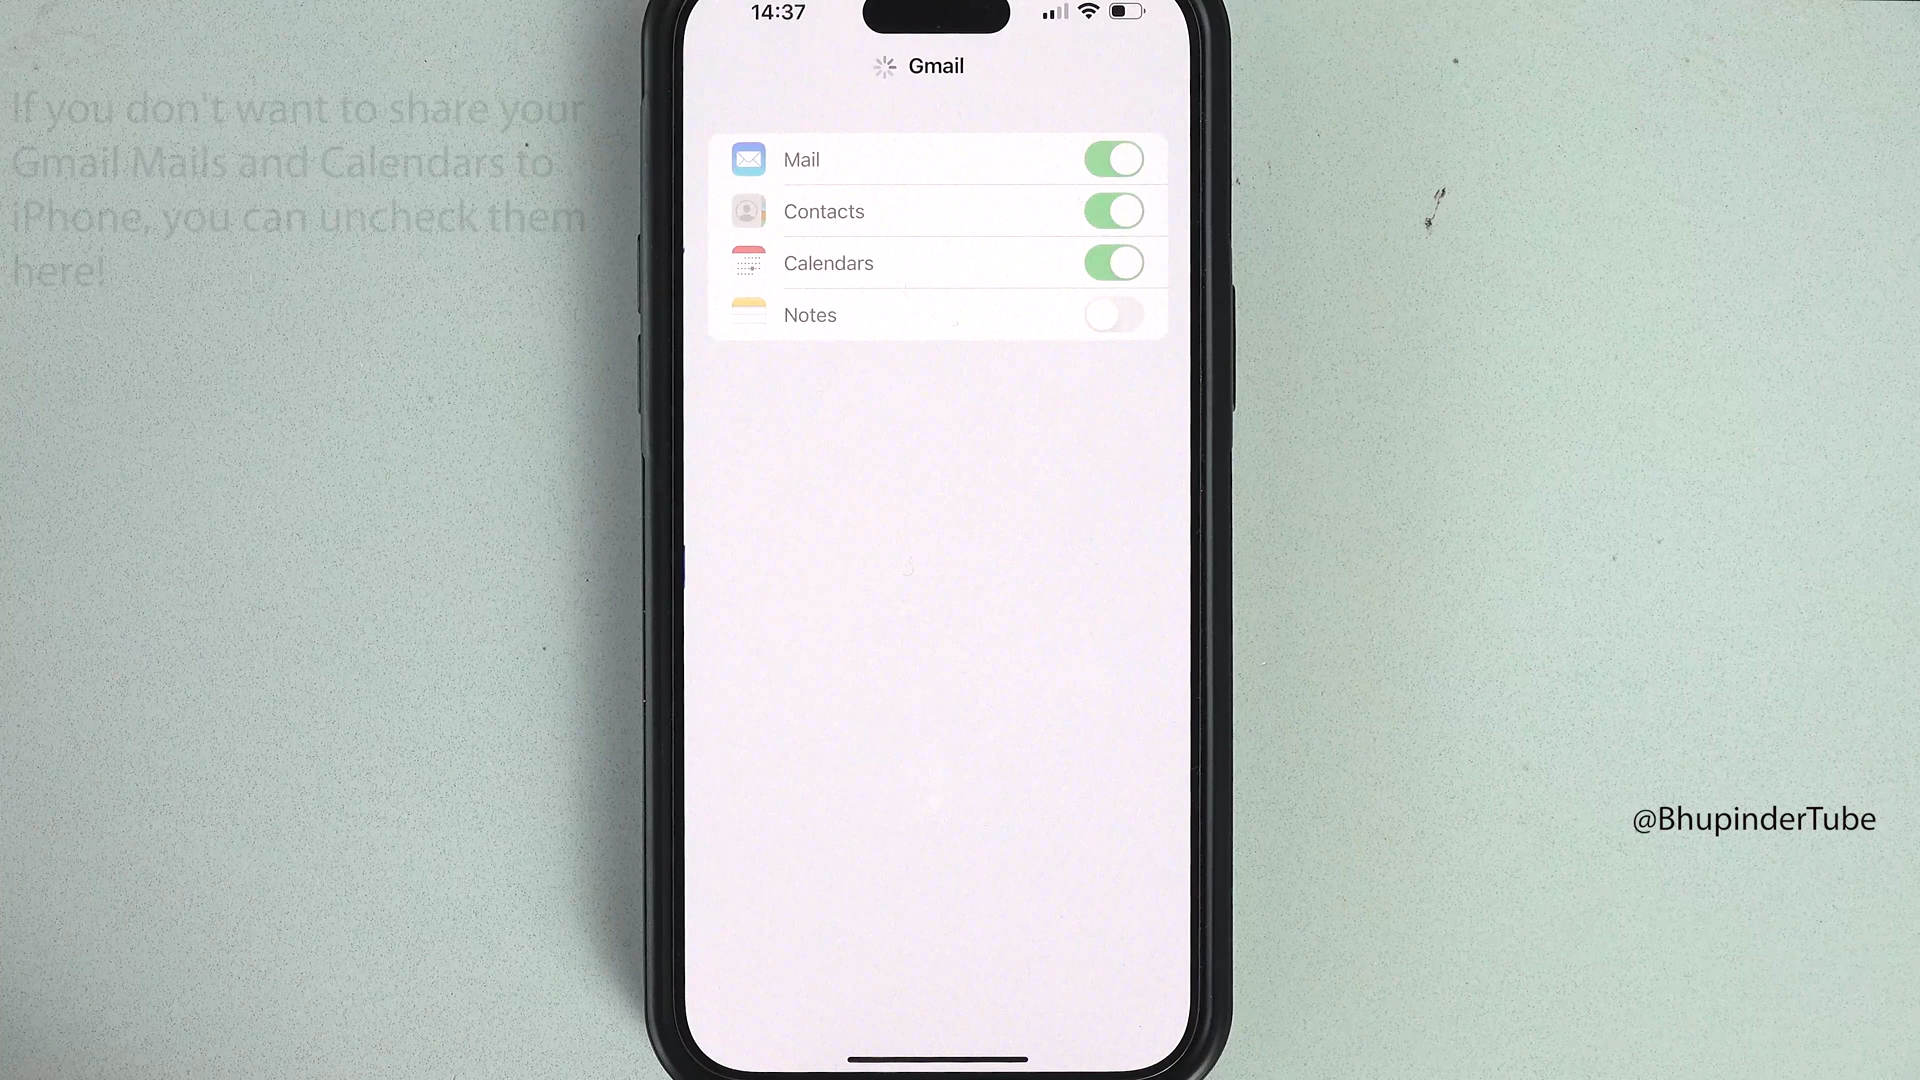 14:37
Gmail
If you don't want to share your
Gmail Mails and Calendars to
iPhone, you can uncheck them
here!
Mail
Contacts
Calendars
Notes
@BhupinderTube